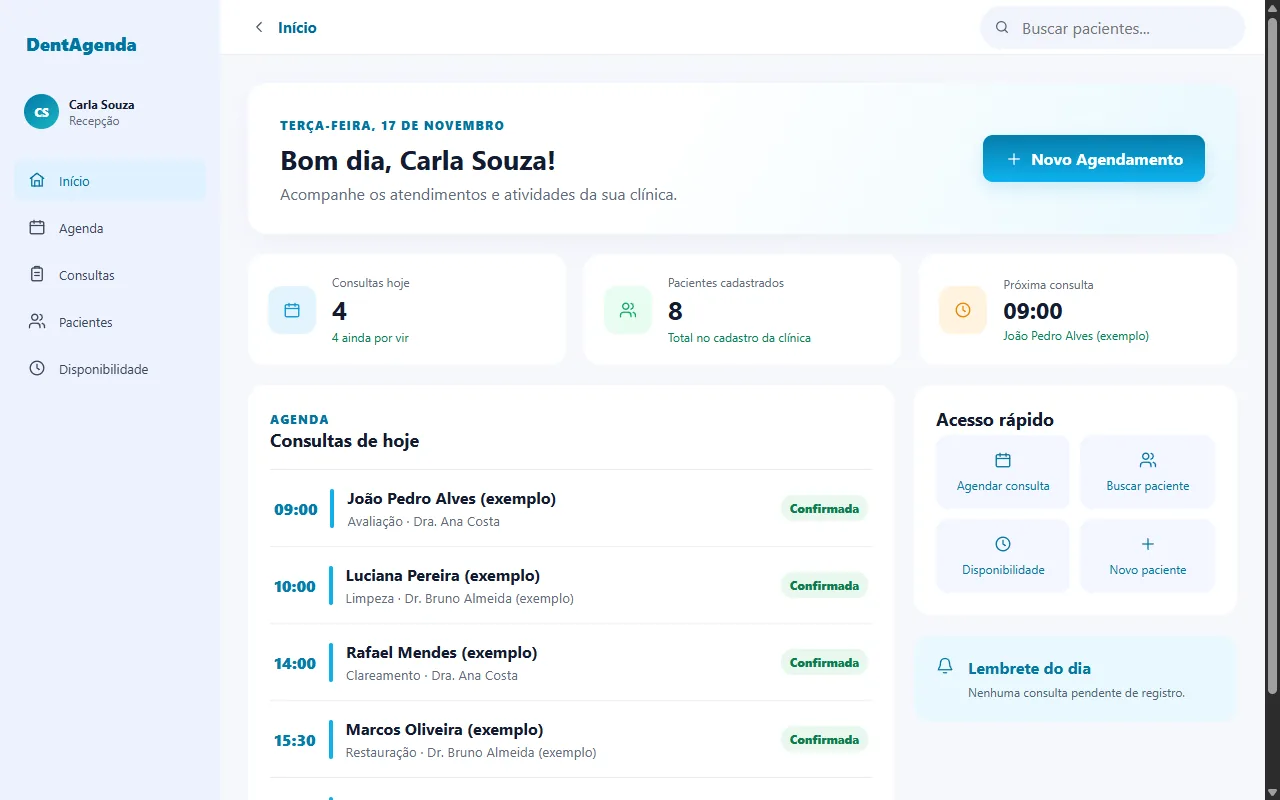 DentAgenda
CS
Carla Souza
Recepção
Início
Agenda
Consultas
Pacientes
Disponibilidade
Início
Buscar pacientes...
TERÇA-FEIRA, 17 DE NOVEMBRO
Bom dia, Carla Souza!
Acompanhe os atendimentos e atividades da sua clínica.
Novo Agendamento
Consultas hoje
4
4 ainda por vir
Pacientes cadastrados
8
Total no cadastro da clínica
Próxima consulta
09:00
João Pedro Alves (exemplo)
AGENDA
Consultas de hoje
09:00
João Pedro Alves (exemplo)
Avaliação · Dra. Ana Costa
Confirmada
10:00
Luciana Pereira (exemplo)
Limpeza · Dr. Bruno Almeida (exemplo)
Confirmada
14:00
Rafael Mendes (exemplo)
Clareamento · Dra. Ana Costa
Confirmada
15:30
Marcos Oliveira (exemplo)
Restauração · Dr. Bruno Almeida (exemplo)
Confirmada
Acesso rápido
Agendar consulta
Buscar paciente
Disponibilidade
Novo paciente
Lembrete do dia
Nenhuma consulta pendente de registro.